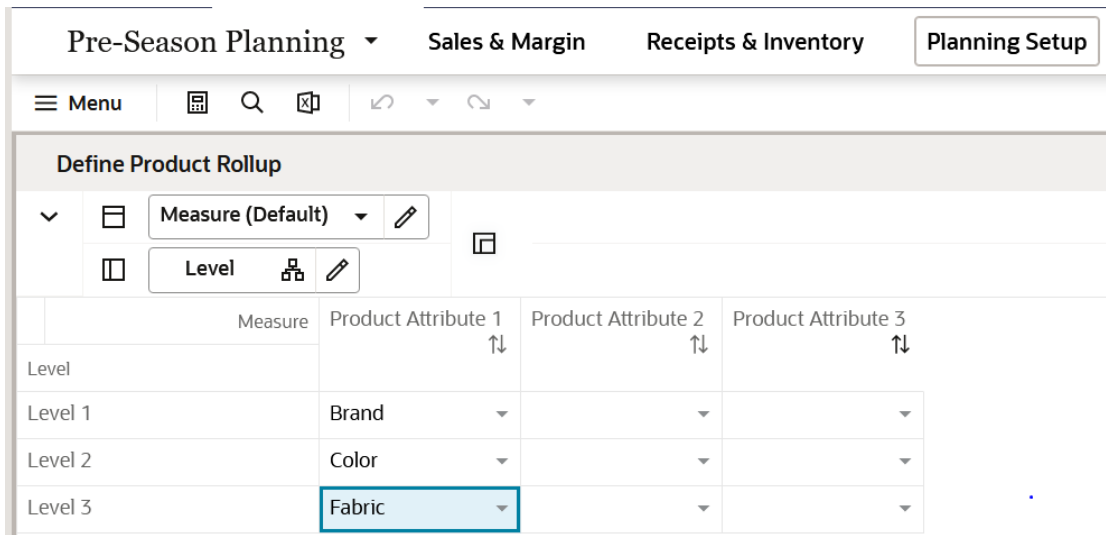 Pre-Season Planning Sales & Margin Receipts & Inventory Planning Setup
Menu
Define Product Rollup
Measure (Default)
Level
Measure Product Attribute 1 Product Attribute 2 Product Attribute 3
Level
Level 1 Brand
Level 2 Color
Level 3 Fabric